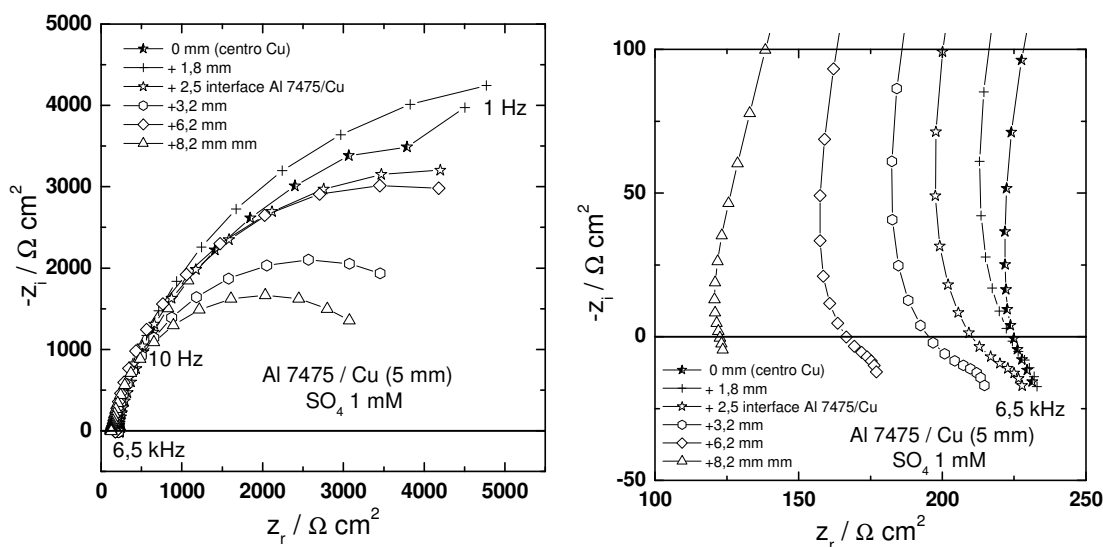 5000
4000
3000
2000
1000
0
-Zi / Ω cm²
0 mm (centro Cu)
+ 1,8 mm
+ 2,5 interface Al 7475/Cu
+3,2 mm
+6,2 mm
+8,2 mm mm
1 Hz
10 Hz
6,5 kHz
Al 7475 / Cu (5 mm)
SO4 1 mM
0 1000 2000 3000 4000 5000
zr / Ω cm²
100
50
0
-50
-Zi / Ω cm²
0 mm (centro Cu)
+ 1,8 mm
+ 2,5 interface Al 7475/Cu
+3,2 mm
+6,2 mm
+8,2 mm mm
6,5 kHz
Al 7475 / Cu (5 mm)
SO4 1 mM
100 150 200 250
zr / Ω cm²